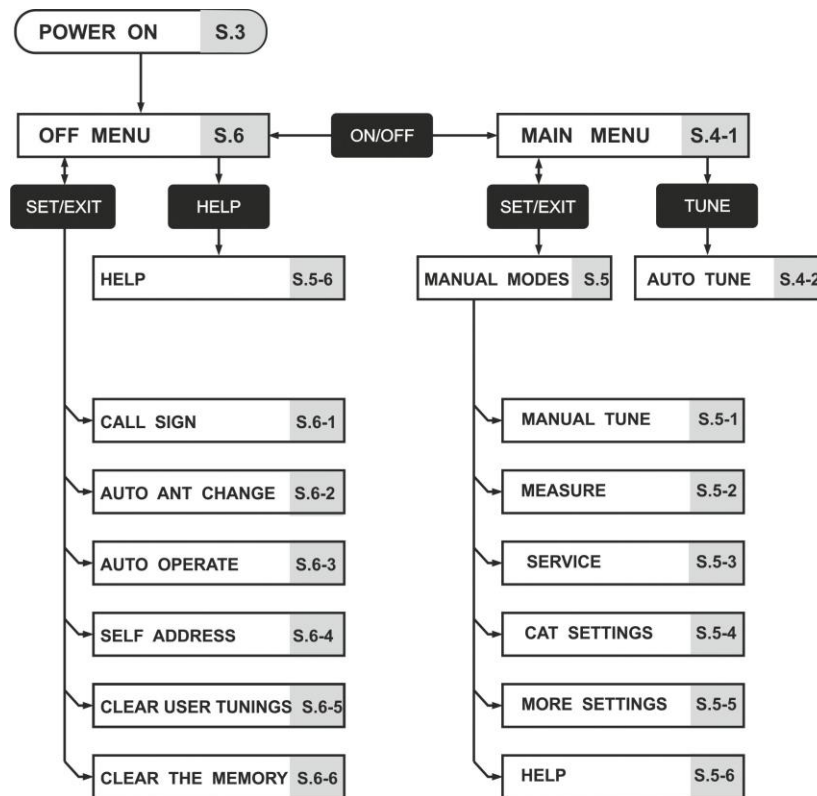 POWER ON S.3
OFF MENU S.6
ON/OFF
MAIN MENU S.4-1
SET/EXIT
HELP
SET/EXIT
TUNE
HELP S.5-6
MANUAL MODES S.5
AUTO TUNE S.4-2
CALL SIGN S.6-1
MANUAL TUNE S.5-1
AUTO ANT CHANGE S.6-2
MEASURE S.5-2
AUTO OPERATE S.6-3
SERVICE S.5-3
SELF ADDRESS S.6-4
CAT SETTINGS S.5-4
CLEAR USER TUNINGS S.6-5
MORE SETTINGS S.5-5
CLEAR THE MEMORY S.6-6
HELP S.5-6